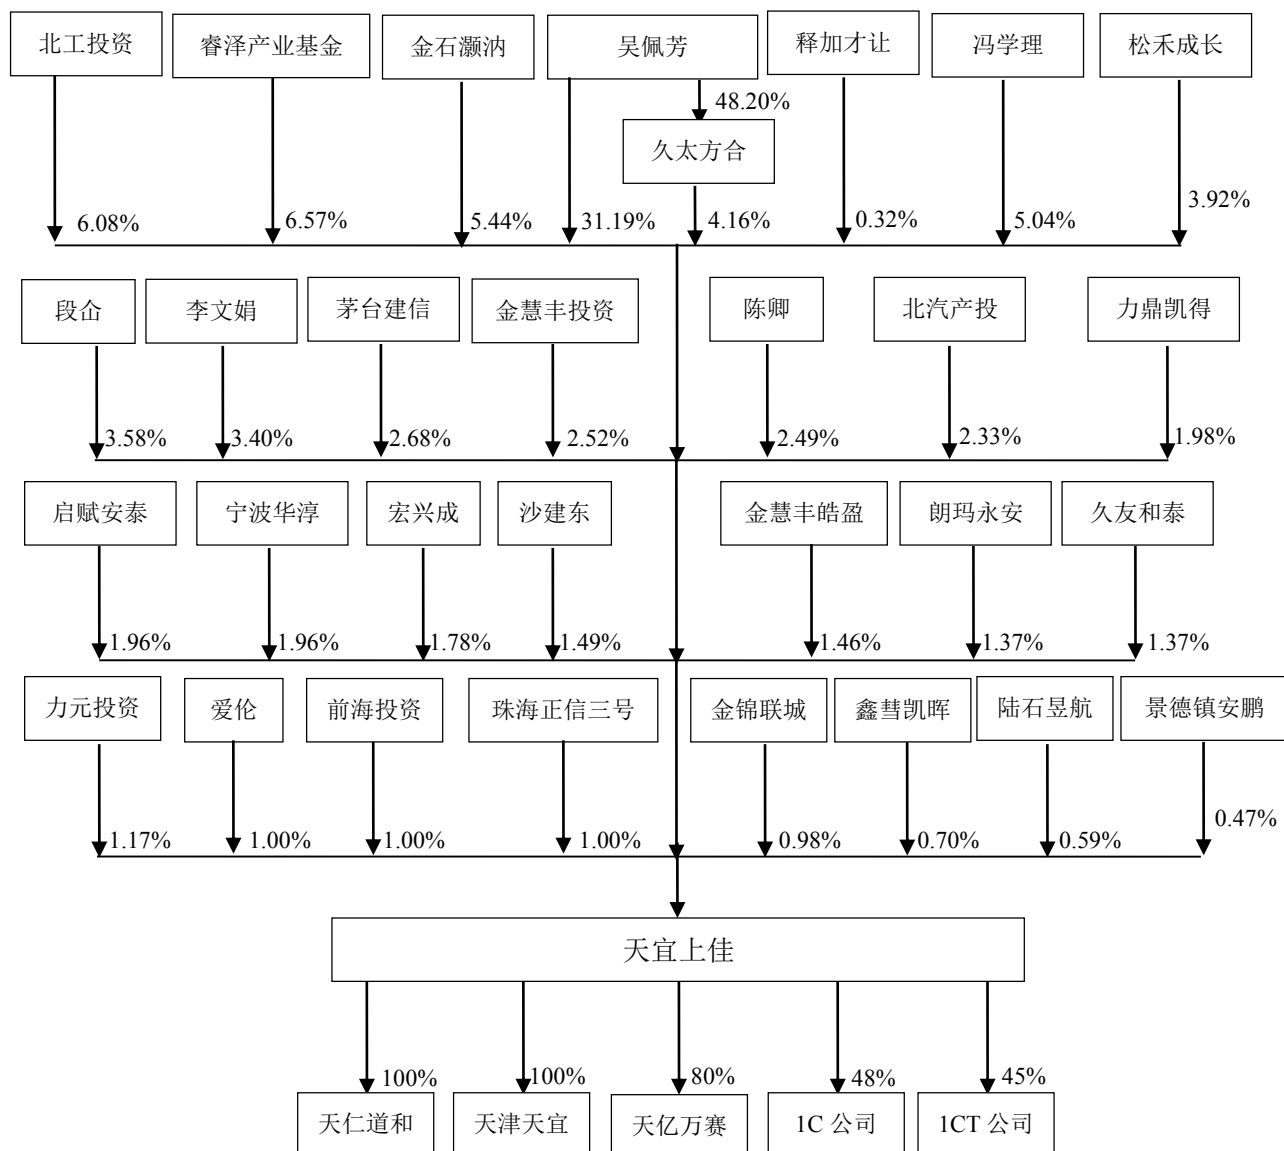 北工投资
睿泽产业基金
金石灏汭
吴佩芳
释加才让
冯学理
松禾成长
48.20%
久太方合
6.08%
6.57%
5.44%
31.19%
4.16%
0.32%
5.04%
3.92%
段仚
李文娟
茅台建信
金慧丰投资
陈卿
北汽产投
力鼎凯得
3.58%
3.40%
2.68%
2.52%
2.49%
2.33%
1.98%
启赋安泰
宁波华淳
宏兴成
沙建东
金慧丰皓盈
朗玛永安
久友和泰
1.96%
1.96%
1.78%
1.49%
1.46%
1.37%
1.37%
力元投资
爱伦
前海投资
珠海正信三号
金锦联城
鑫彗凯晖
陆石昱航
景德镇安鹏
1.17%
1.00%
1.00%
1.00%
0.98%
0.70%
0.59%
0.47%
天宜上佳
100%
100%
80%
48%
45%
天仁道和
天津天宜
天亿万赛
1C 公司
1CT 公司